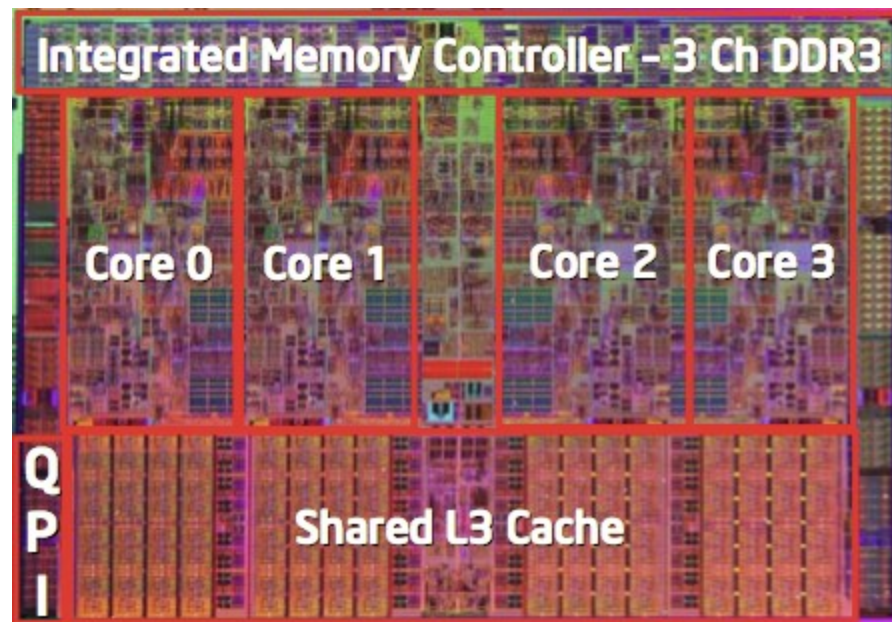 Integrated Memory Controller – 3 Ch DDR3
Core 0
Core 1
Core 2
Core 3
Q
P
I
Shared L3 Cache